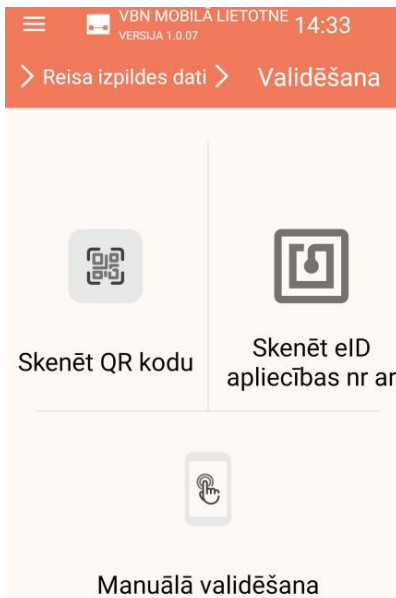 VBN MOBILĀ LIETOTNE 14:33
VERSIJA 1.0.07
Reisa izpildes dati
Validēšana
Skenēt QR kodu
Skenēt eID
apliecības nr ar
Manuālā validēšana